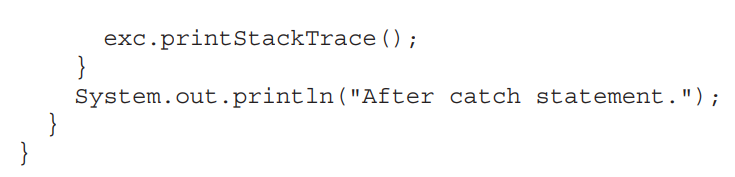 exc.printStackTrace();
}
System.out.println("After catch statement.");
}
}